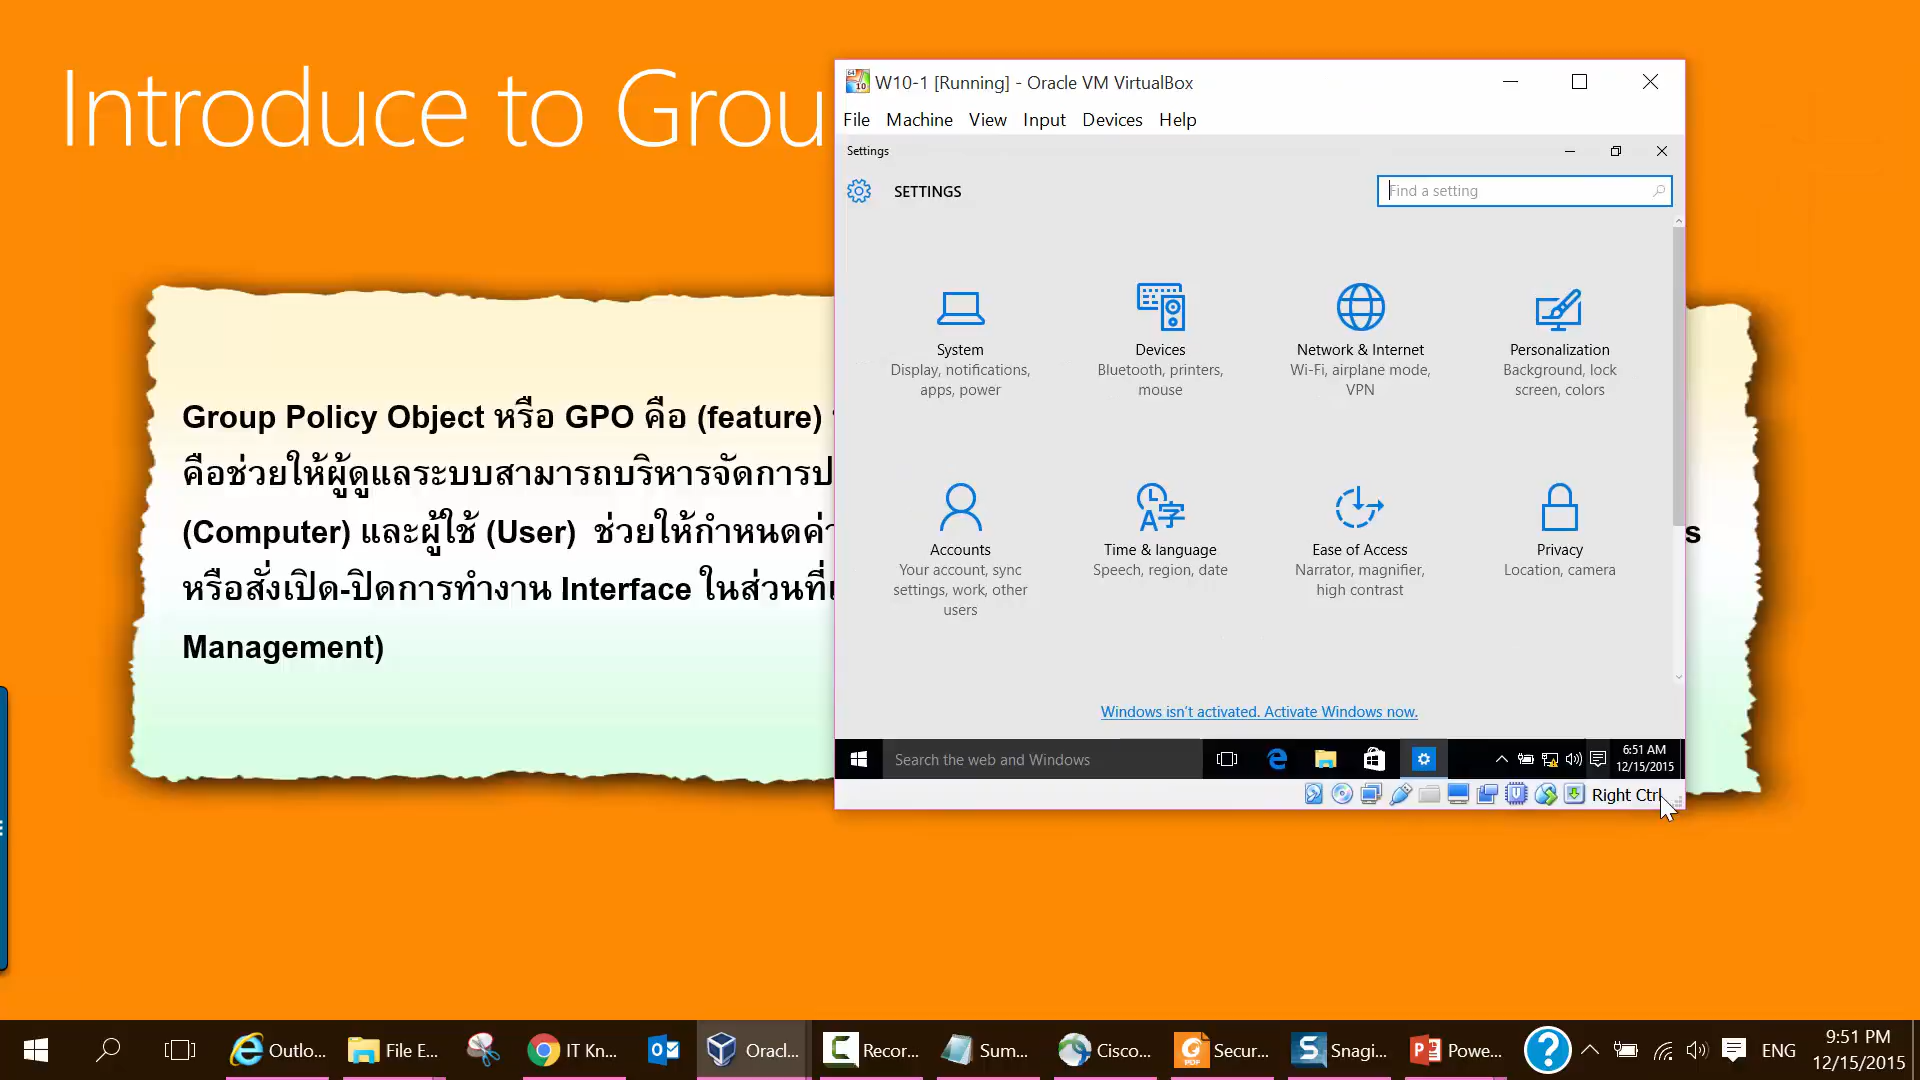 Introduce to Grou
W10-1 [Running] - Oracle VM VirtualBox
File Machine View Input Devices Help
Settings
SETTINGS
Find a setting
System
Display, notifications,
apps, power
Devices
Bluetooth, printers,
mouse
Network & Internet
Wi-Fi, airplane mode,
VPN
Personalization
Background, lock
screen, colors
Accounts
Your account, sync
settings, work, other
users
Time & language
Speech, region, date
Ease of Access
Narrator, magnifier,
high contrast
Privacy
Location, camera
Windows isn't activated. Activate Windows now.
Search the web and Windows
6:51 AM
12/15/2015
Right Ctrl
Group Policy Object หรือ GPO คือ (feature)
คือช่วยให้ผู้ดูแลระบบสามารถบริหารจัดการป
(Computer) และผู้ใช้ (User) ช่วยให้กำหนดค่า s
หรือสั่งเปิด-ปิดการทำงาน Interface ในส่วนที่เ
Management)
Outlo... File E... IT Kn... Oracl... Recor... Sum... Cisco... Secur... Snagi... Powe... ENG
9:51 PM
12/15/2015